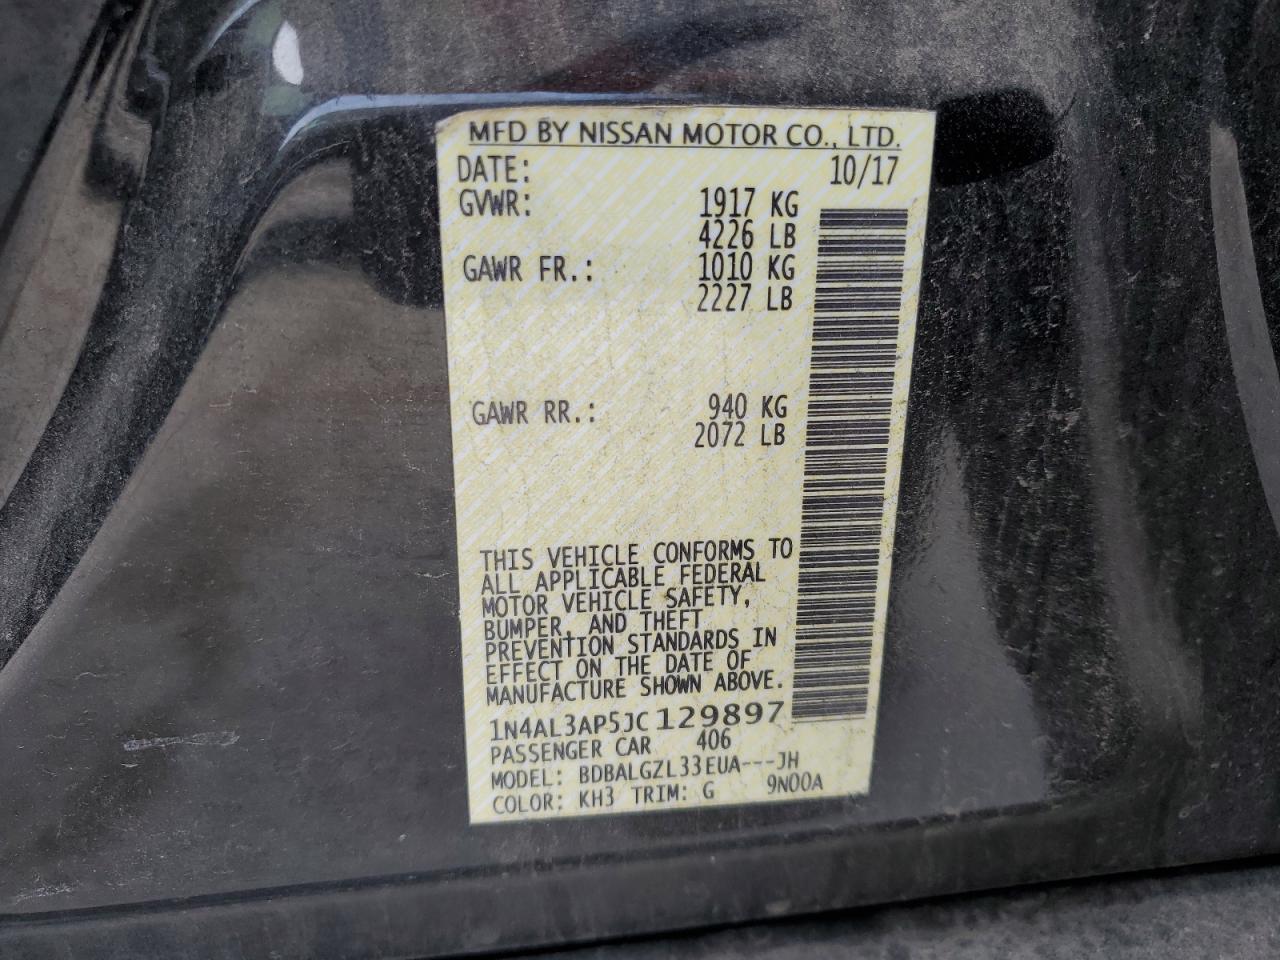 MFD BY NISSAN MOTOR CO., LTD.
DATE: 10/17
GVWR: 1917 KG
4226 LB
GAWR FR.: 1010 KG
2227 LB
GAWR RR.: 940 KG
2072 LB
THIS VEHICLE CONFORMS TO
ALL APPLICABLE FEDERAL
MOTOR VEHICLE SAFETY,
BUMPER, AND THEFT
PREVENTION STANDARDS IN
EFFECT ON THE DATE OF
MANUFACTURE SHOWN ABOVE.
1N4AL3AP5JC129897
PASSENGER CAR 406
MODEL: BDBALGZL33EUA---JH
COLOR: KH3 TRIM: G 9N00A